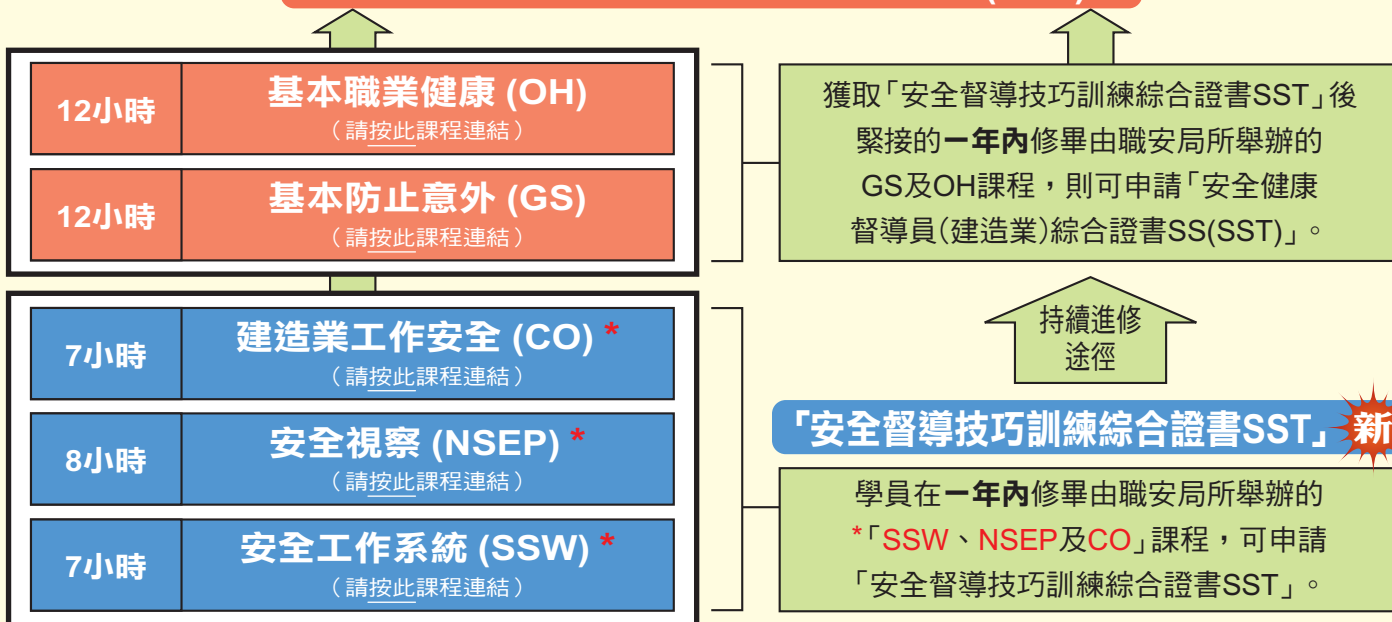 12小時
基本職業健康 (OH)
（請按此課程連結）
12小時
基本防止意外 (GS)
（請按此課程連結）
獲取「安全督導技巧訓練綜合證書SST」後
緊接的一年內修畢由職安局所舉辦的
GS及OH課程，則可申請「安全健康
督導員(建造業)綜合證書SS(SST)」。
7小時
建造業工作安全 (CO) *
（請按此課程連結）
8小時
安全視察 (NSEP) *
（請按此課程連結）
7小時
安全工作系統 (SSW) *
（請按此課程連結）
持續進修
途徑
「安全督導技巧訓練綜合證書SST」新
學員在一年內修畢由職安局所舉辦的
*「SSW、NSEP及CO」課程，可申請
「安全督導技巧訓練綜合證書SST」。